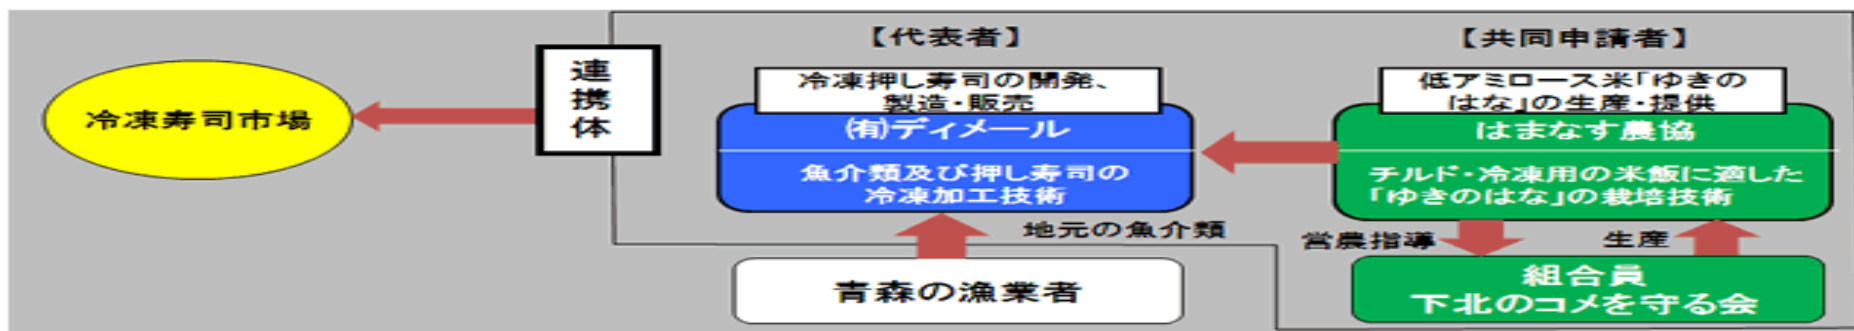 冷凍寿司市場
連
携
体
【代表者】
冷凍押し寿司の開発、
製造・販売
㈲ディメール
魚介類及び押し寿司の
冷凍加工技術
地元の魚介類
青森の漁業者
【共同申請者】
低アミロース米「ゆきの
はな」の生産・提供
はまなす農協
チルド・冷凍用の米飯に適した
「ゆきのはな」の栽培技術
営農指導
生産
組合員
下北のコメを守る会